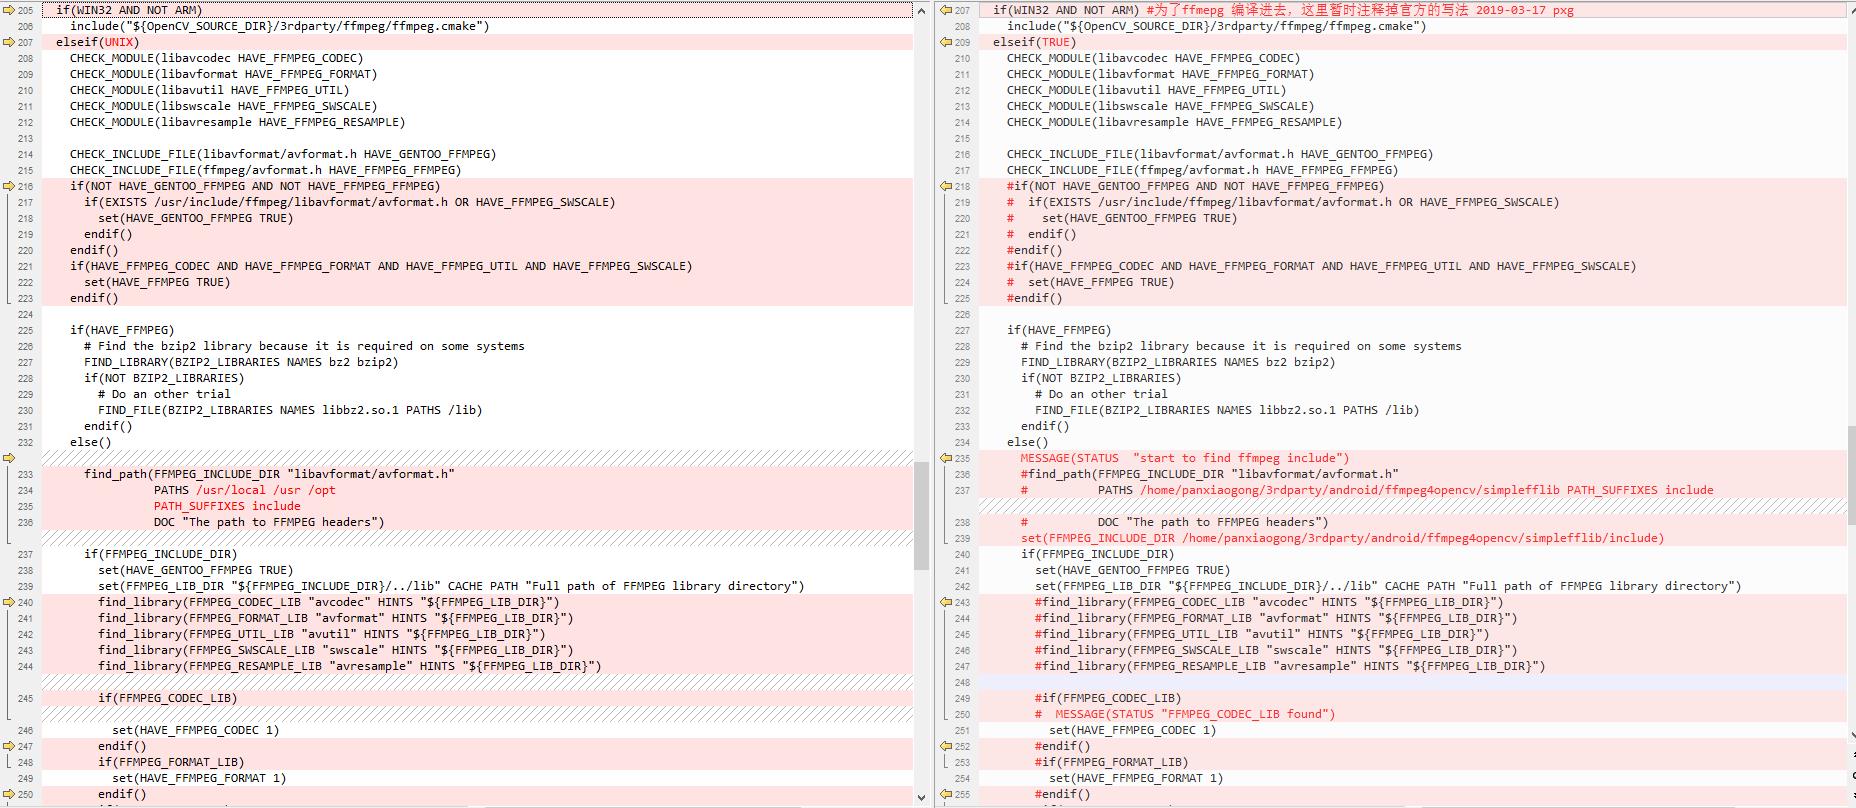 205 if(WIN32 AND NOT ARM)
206 include("${OpenCV_SOURCE_DIR}/3rdparty/ffmpeg/ffmpeg.cmake")
207 elseif(UNIX)
208 CHECK_MODULE(libavcodec HAVE_FFMPEG_CODEC)
209 CHECK_MODULE(libavformat HAVE_FFMPEG_FORMAT)
210 CHECK_MODULE(libavutil HAVE_FFMPEG_UTIL)
211 CHECK_MODULE(libswscale HAVE_FFMPEG_SWSCALE)
212 CHECK_MODULE(libavresample HAVE_FFMPEG_RESAMPLE)
213
214 CHECK_INCLUDE_FILE(libavformat/avformat.h HAVE_GENTOO_FFMPEG)
215 CHECK_INCLUDE_FILE(ffmpeg/avformat.h HAVE_FFMPEG_FFMPEG)
216 if(NOT HAVE_GENTOO_FFMPEG AND NOT HAVE_FFMPEG_FFMPEG)
217 if(EXISTS /usr/include/ffmpeg/libavformat/avformat.h OR HAVE_FFMPEG_SWSCALE)
218 set(HAVE_GENTOO_FFMPEG TRUE)
219 endif()
220 endif()
221 if(HAVE_FFMPEG_CODEC AND HAVE_FFMPEG_FORMAT AND HAVE_FFMPEG_UTIL AND HAVE_FFMPEG_SWSCALE)
222 set(HAVE_FFMPEG TRUE)
223 endif()
224
225 if(HAVE_FFMPEG)
226 # Find the bzip2 library because it is required on some systems
227 FIND_LIBRARY(BZIP2_LIBRARIES NAMES bz2 bzip2)
228 if(NOT BZIP2_LIBRARIES)
229 # Do an other trial
230 FIND_FILE(BZIP2_LIBRARIES NAMES libbz2.so.1 PATHS /lib)
231 endif()
232 else()
233 find_path(FFMPEG_INCLUDE_DIR "libavformat/avformat.h"
234 PATHS /usr/local /usr /opt
235 PATH_SUFFIXES include
236 DOC "The path to FFMPEG headers")
237 if(FFMPEG_INCLUDE_DIR)
238 set(HAVE_GENTOO_FFMPEG TRUE)
239 set(FFMPEG_LIB_DIR "${FFMPEG_INCLUDE_DIR}/../lib" CACHE PATH "Full path of FFMPEG library directory")
240 find_library(FFMPEG_CODEC_LIB "avcodec" HINTS "${FFMPEG_LIB_DIR}")
241 find_library(FFMPEG_FORMAT_LIB "avformat" HINTS "${FFMPEG_LIB_DIR}")
242 find_library(FFMPEG_UTIL_LIB "avutil" HINTS "${FFMPEG_LIB_DIR}")
243 find_library(FFMPEG_SWSCALE_LIB "swscale" HINTS "${FFMPEG_LIB_DIR}")
244 find_library(FFMPEG_RESAMPLE_LIB "avresample" HINTS "${FFMPEG_LIB_DIR}")
245 if(FFMPEG_CODEC_LIB)
246 set(HAVE_FFMPEG_CODEC 1)
247 endif()
248 if(FFMPEG_FORMAT_LIB)
249 set(HAVE_FFMPEG_FORMAT 1)
250 endif()
207 if(WIN32 AND NOT ARM) #为了ffmepg 编译进去，这里暂时注释掉官方的写法 2019-03-17 pxg
208 include("${OpenCV_SOURCE_DIR}/3rdparty/ffmpeg/ffmpeg.cmake")
209 elseif(TRUE)
210 CHECK_MODULE(libavcodec HAVE_FFMPEG_CODEC)
211 CHECK_MODULE(libavformat HAVE_FFMPEG_FORMAT)
212 CHECK_MODULE(libavutil HAVE_FFMPEG_UTIL)
213 CHECK_MODULE(libswscale HAVE_FFMPEG_SWSCALE)
214 CHECK_MODULE(libavresample HAVE_FFMPEG_RESAMPLE)
215
216 CHECK_INCLUDE_FILE(libavformat/avformat.h HAVE_GENTOO_FFMPEG)
217 CHECK_INCLUDE_FILE(ffmpeg/avformat.h HAVE_FFMPEG_FFMPEG)
218 #if(NOT HAVE_GENTOO_FFMPEG AND NOT HAVE_FFMPEG_FFMPEG)
219 # if(EXISTS /usr/include/ffmpeg/libavformat/avformat.h OR HAVE_FFMPEG_SWSCALE)
220 # set(HAVE_GENTOO_FFMPEG TRUE)
221 # endif()
222 #endif()
223 #if(HAVE_FFMPEG_CODEC AND HAVE_FFMPEG_FORMAT AND HAVE_FFMPEG_UTIL AND HAVE_FFMPEG_SWSCALE)
224 # set(HAVE_FFMPEG TRUE)
225 #endif()
226
227 if(HAVE_FFMPEG)
228 # Find the bzip2 library because it is required on some systems
229 FIND_LIBRARY(BZIP2_LIBRARIES NAMES bz2 bzip2)
230 if(NOT BZIP2_LIBRARIES)
231 # Do an other trial
232 FIND_FILE(BZIP2_LIBRARIES NAMES libbz2.so.1 PATHS /lib)
233 endif()
234 else()
235 MESSAGE(STATUS "start to find ffmpeg include")
236 #find_path(FFMPEG_INCLUDE_DIR "libavformat/avformat.h"
237 # PATHS /home/panxiaogong/3rdparty/android/ffmpeg4opencv/simplefflib PATH_SUFFIXES include
238 # DOC "The path to FFMPEG headers")
239 set(FFMPEG_INCLUDE_DIR /home/panxiaogong/3rdparty/android/ffmpeg4opencv/simplefflib/include)
240 if(FFMPEG_INCLUDE_DIR)
241 set(HAVE_GENTOO_FFMPEG TRUE)
242 set(FFMPEG_LIB_DIR "${FFMPEG_INCLUDE_DIR}/../lib" CACHE PATH "Full path of FFMPEG library directory")
243 #find_library(FFMPEG_CODEC_LIB "avcodec" HINTS "${FFMPEG_LIB_DIR}")
244 #find_library(FFMPEG_FORMAT_LIB "avformat" HINTS "${FFMPEG_LIB_DIR}")
245 #find_library(FFMPEG_UTIL_LIB "avutil" HINTS "${FFMPEG_LIB_DIR}")
246 #find_library(FFMPEG_SWSCALE_LIB "swscale" HINTS "${FFMPEG_LIB_DIR}")
247 #find_library(FFMPEG_RESAMPLE_LIB "avresample" HINTS "${FFMPEG_LIB_DIR}")
248
249 #if(FFMPEG_CODEC_LIB)
250 # MESSAGE(STATUS "FFMPEG_CODEC_LIB found")
251 set(HAVE_FFMPEG_CODEC 1)
252 #endif()
253 #if(FFMPEG_FORMAT_LIB)
254 set(HAVE_FFMPEG_FORMAT 1)
255 #endif()